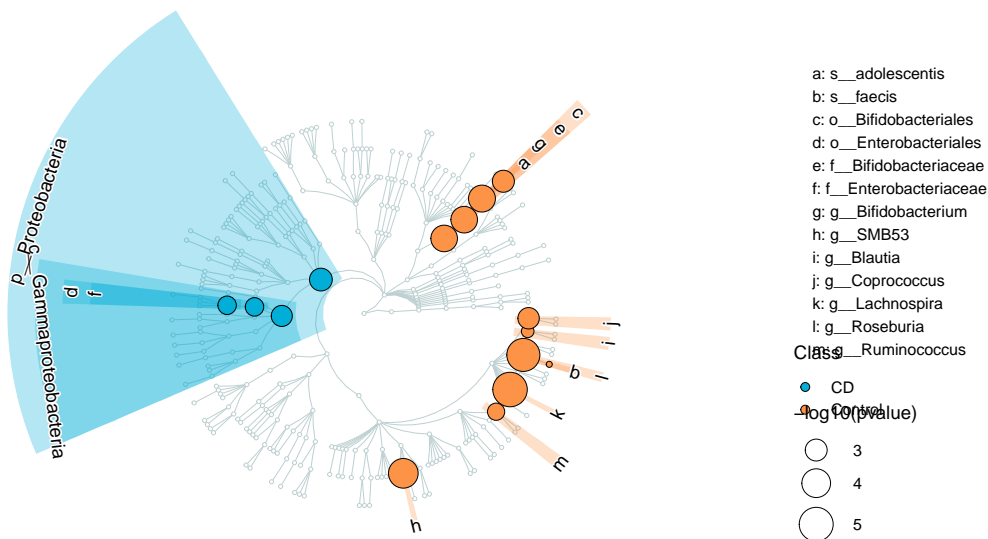 p__Proteobacteria
c__Gammaproteobacteria
d
f
c
e
g
a
j
i
b
l
k
m
h
a: s__adolescentis
b: s__faecis
c: o__Bifidobacteriales
d: o__Enterobacteriales
e: f__Bifidobacteriaceae
f: f__Enterobacteriaceae
g: g__Bifidobacterium
h: g__SMB53
i: g__Blautia
j: g__Coprococcus
k: g__Lachnospira
l: g__Roseburia
m: g__Ruminococcus
Class
CD
Control
−log10(pvalue)
3
4
5